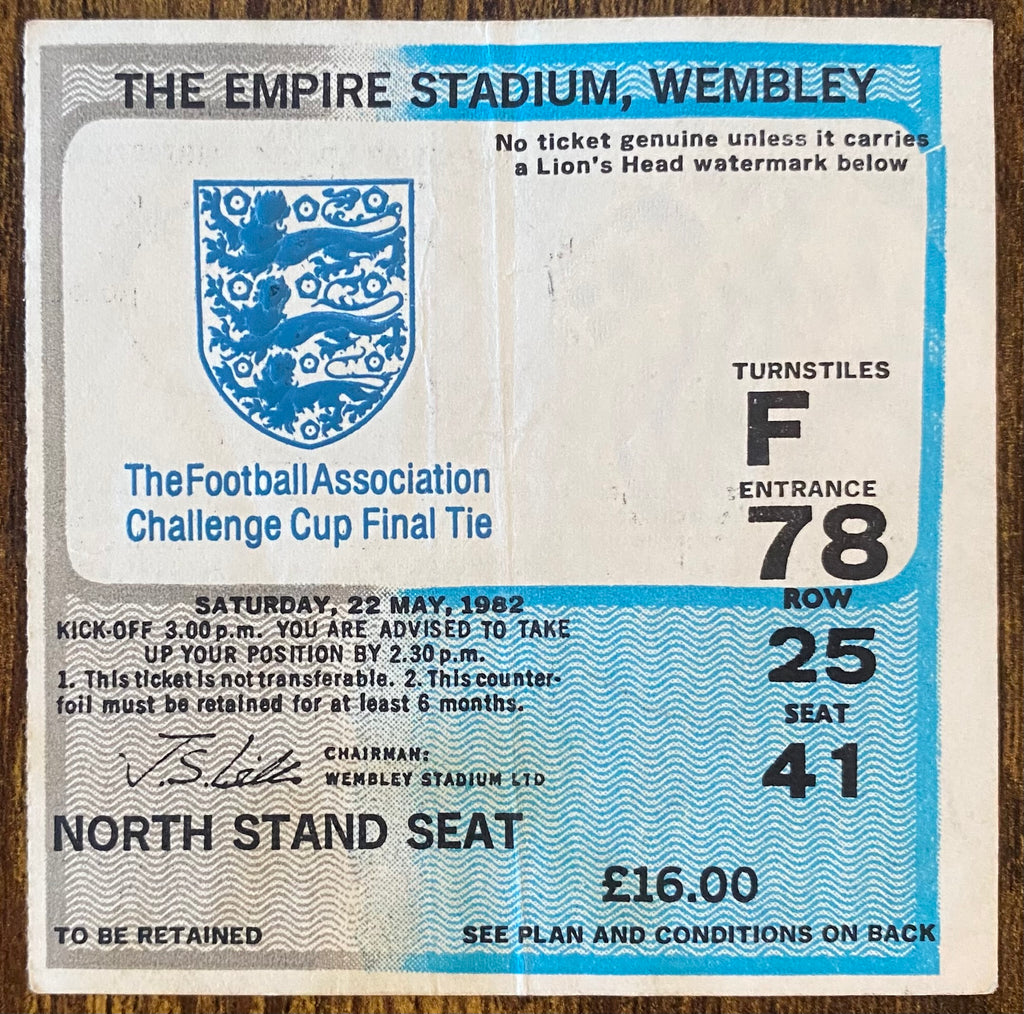 THE EMPIRE STADIUM, WEMBLEY
No ticket genuine unless it carries
a Lion's Head watermark below
The Football Association
Challenge Cup Final Tie
TURNSTILES
F
ENTRANCE
78
ROW
25
SEAT
41
SATURDAY, 22 MAY, 1982
KICK-OFF 3.00 p.m. YOU ARE ADVISED TO TAKE
UP YOUR POSITION BY 2.30 p.m.
1. This ticket is not transferable. 2. This counter-
foil must be retained for at least 6 months.
CHAIRMAN:
WEMBLEY STADIUM LTD
NORTH STAND SEAT
£16.00
TO BE RETAINED
SEE PLAN AND CONDITIONS ON BACK